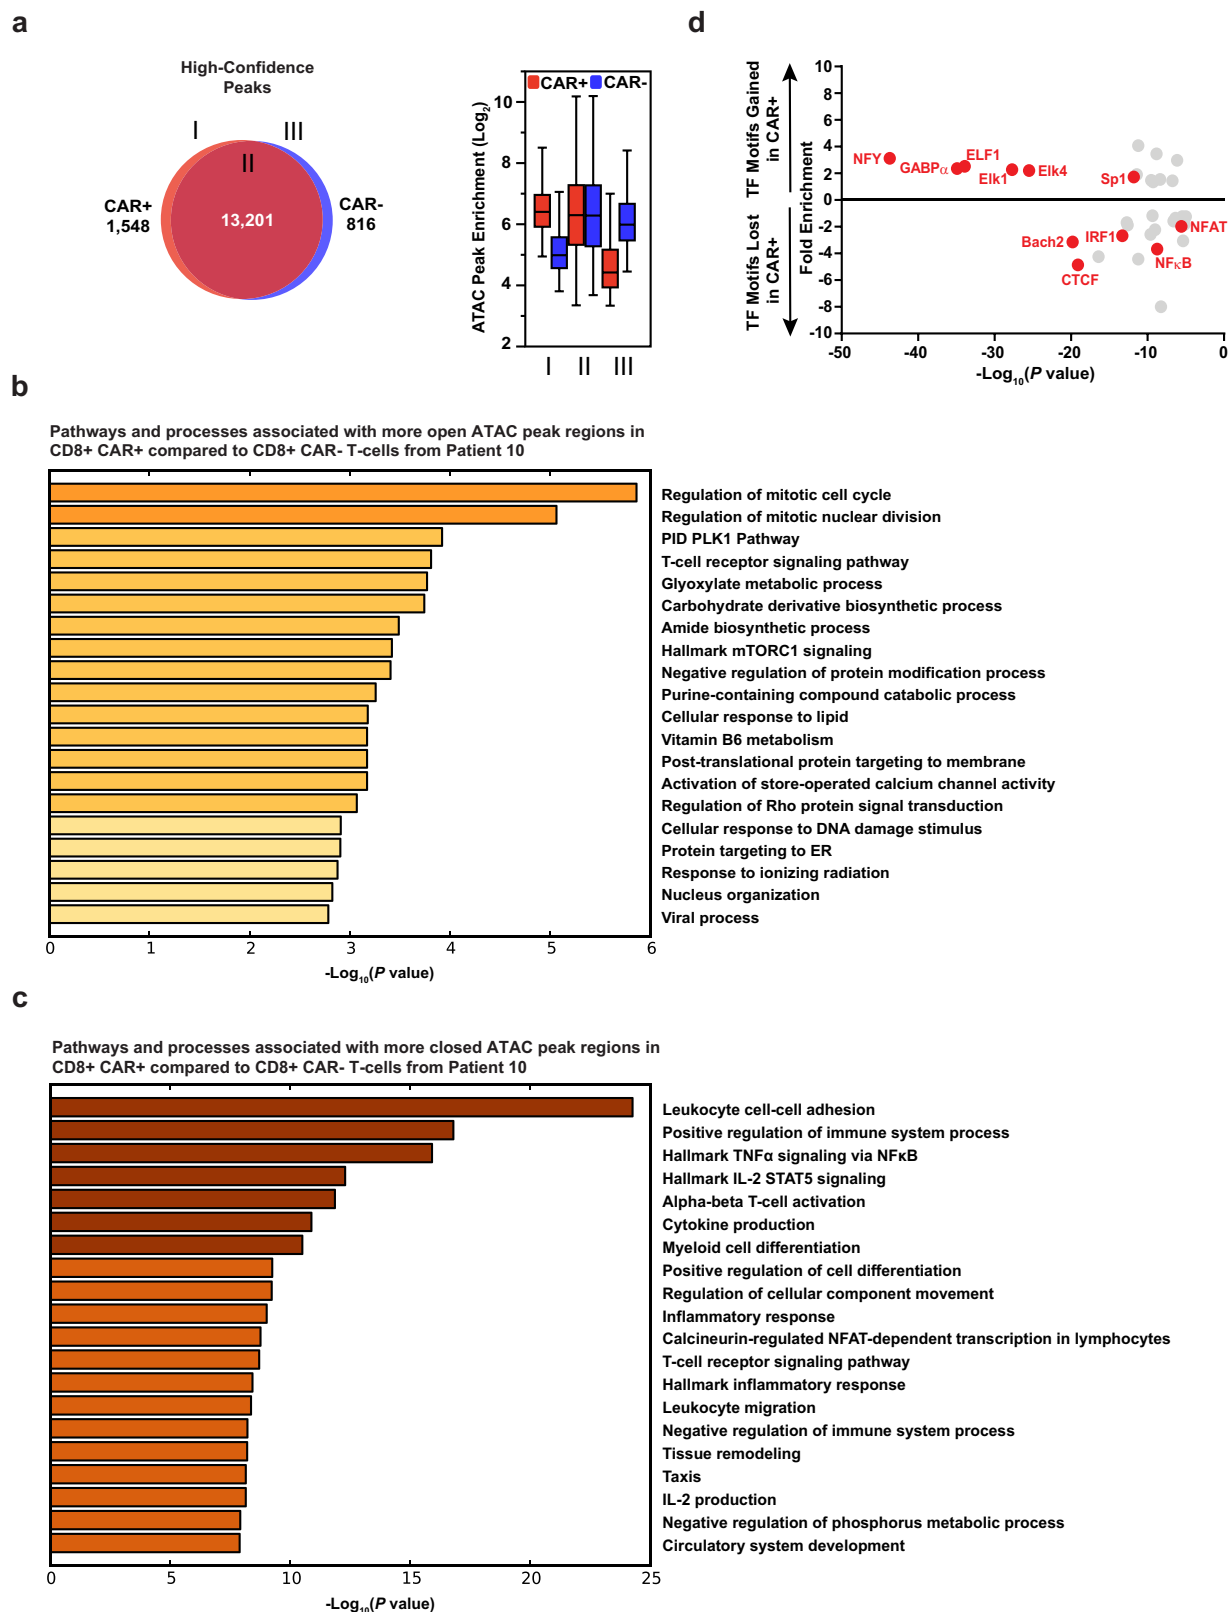 a
High-Confidence
Peaks
I
III
II
CAR+
1,548
13,201
CAR-
816
CAR+
CAR-
ATAC Peak Enrichment (Log2)
10
8
6
4
2
I
II
III
d
TF Motifs Gained
in CAR+
TF Motifs Lost
in CAR+
Fold Enrichment
10
8
6
4
2
0
-2
-4
-6
-8
-10
NFY
GABPα
ELF1
Elk1
Elk4
Sp1
Bach2
IRF1
NFAT
CTCF
NFκB
-50
-40
-30
-20
-10
0
-Log10(P value)
b
Pathways and processes associated with more open ATAC peak regions in
CD8+ CAR+ compared to CD8+ CAR- T-cells from Patient 10
Regulation of mitotic cell cycle
Regulation of mitotic nuclear division
PID PLK1 Pathway
T-cell receptor signaling pathway
Glyoxylate metabolic process
Carbohydrate derivative biosynthetic process
Amide biosynthetic process
Hallmark mTORC1 signaling
Negative regulation of protein modification process
Purine-containing compound catabolic process
Cellular response to lipid
Vitamin B6 metabolism
Post-translational protein targeting to membrane
Activation of store-operated calcium channel activity
Regulation of Rho protein signal transduction
Cellular response to DNA damage stimulus
Protein targeting to ER
Response to ionizing radiation
Nucleus organization
Viral process
0
1
2
3
4
5
6
-Log10(P value)
c
Pathways and processes associated with more closed ATAC peak regions in
CD8+ CAR+ compared to CD8+ CAR- T-cells from Patient 10
Leukocyte cell-cell adhesion
Positive regulation of immune system process
Hallmark TNFα signaling via NFκB
Hallmark IL-2 STAT5 signaling
Alpha-beta T-cell activation
Cytokine production
Myeloid cell differentiation
Positive regulation of cell differentiation
Regulation of cellular component movement
Inflammatory response
Calcineurin-regulated NFAT-dependent transcription in lymphocytes
T-cell receptor signaling pathway
Hallmark inflammatory response
Leukocyte migration
Negative regulation of immune system process
Tissue remodeling
Taxis
IL-2 production
Negative regulation of phosphorus metabolic process
Circulatory system development
0
5
10
15
20
25
-Log10(P value)